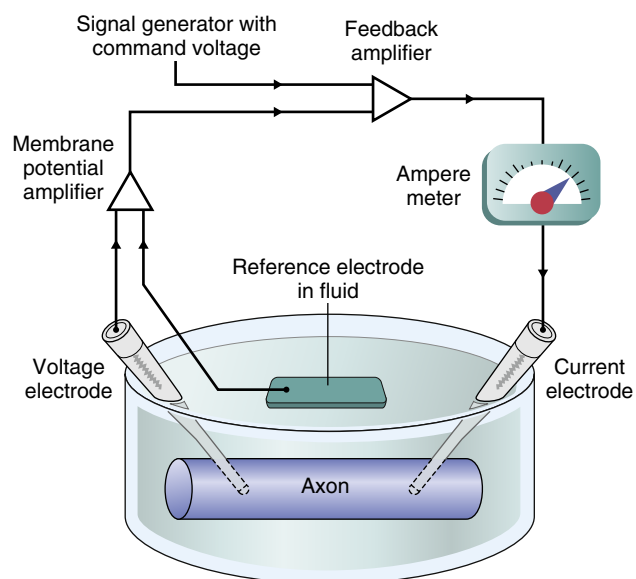 Signal generator with
command voltage
Feedback
amplifier
Membrane
potential
amplifier
Ampere
meter
Reference electrode
in fluid
Voltage
electrode
Current
electrode
Axon